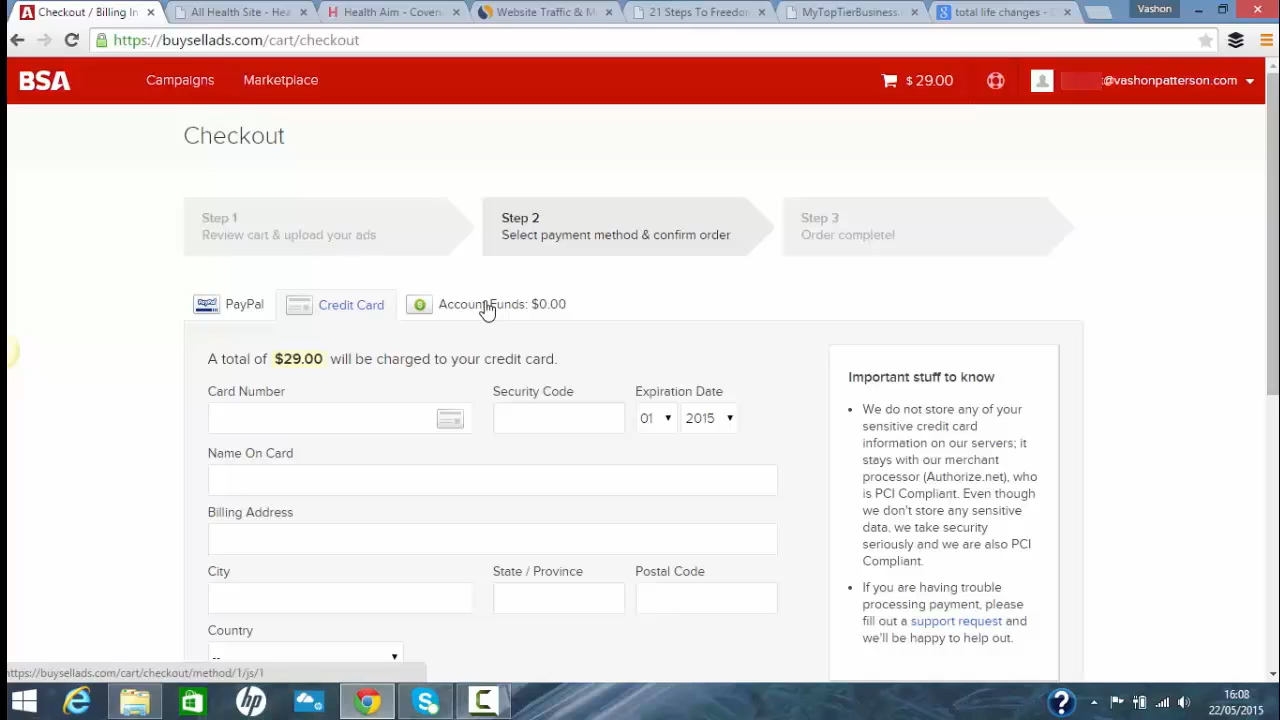 Checkout / Billing In
All Health Site - Hea
Health Aim - Coven
Website Traffic & M
21 Steps To Freedom
MyTopTierBusiness.
total life changes -
Vashon
https://buysellads.com/cart/checkout
BSA
Campaigns
Marketplace
$ 29.00
@vashonpatterson.com
Checkout
Step 1
Review cart & upload your ads
Step 2
Select payment method & confirm order
Step 3
Order complete!
PayPal
Credit Card
Account Funds: $0.00
A total of $29.00 will be charged to your credit card.
Card Number
Security Code
Expiration Date
01
2015
Name On Card
Billing Address
City
State / Province
Postal Code
Country
--
Important stuff to know
We do not store any of your
sensitive credit card
information on our servers; it
stays with our merchant
processor (Authorize.net), who
is PCI Compliant. Even though
we don't store any sensitive
data, we take security
seriously and we are also PCI
Compliant.
If you are having trouble
processing payment, please
fill out a support request and
we'll be happy to help out.
https://buysellads.com/cart/checkout/method/1/js/1
16:08
22/05/2015